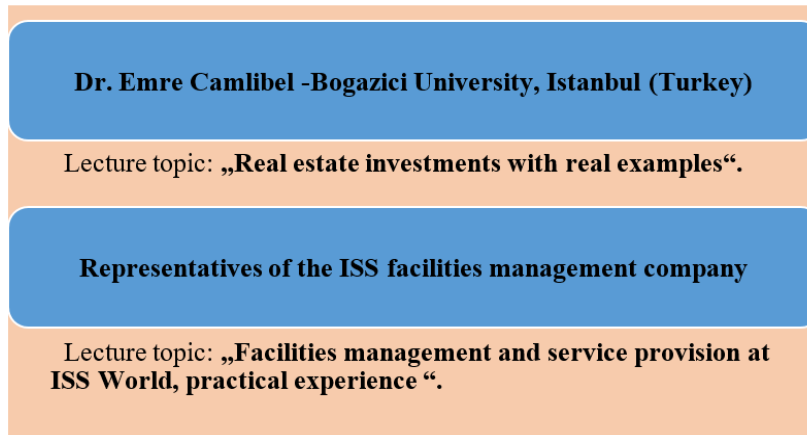 Dr. Emre Camlibel -Bogazici University, Istanbul (Turkey)
Lecture topic: „Real estate investments with real examples“.
Representatives of the ISS facilities management company
Lecture topic: „Facilities management and service provision at
ISS World, practical experience “.